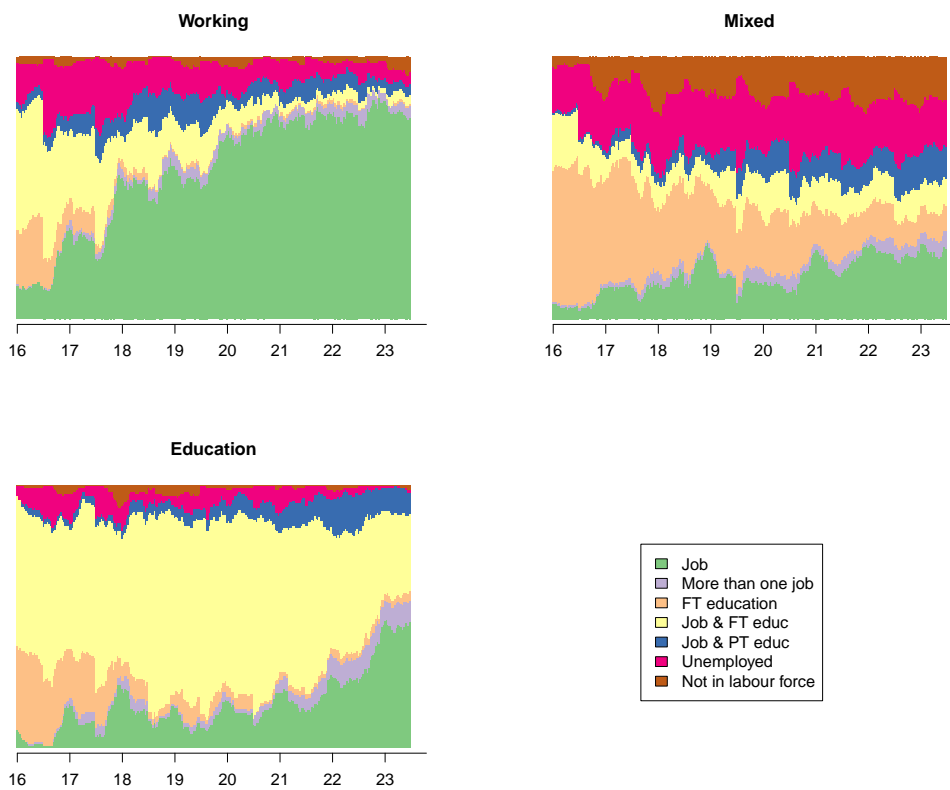 Working
16 17 18 19 20 21 22 23
Mixed
16 17 18 19 20 21 22 23
Education
16 17 18 19 20 21 22 23
Job
More than one job
FT education
Job & FT educ
Job & PT educ
Unemployed
Not in labour force